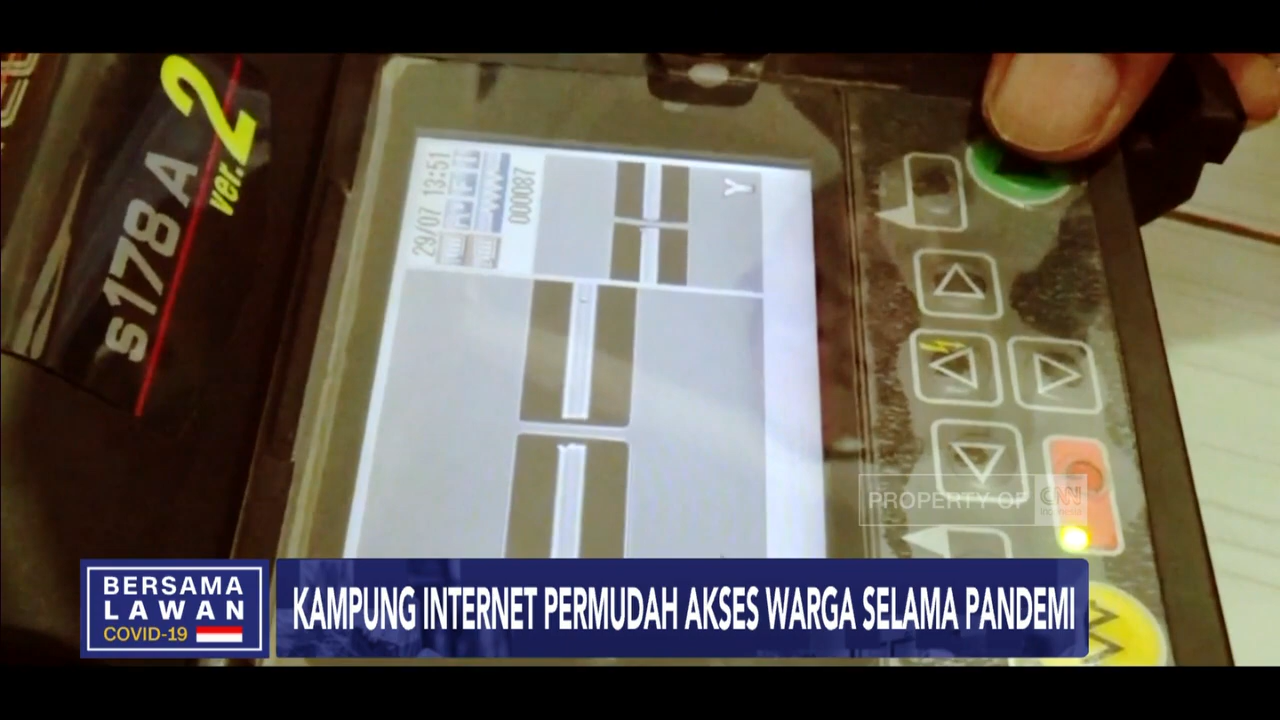 s178A
ver.2
29/07 13:51
000087
Y
PROPERTY OF CNN
Indonesia
BERSAMA
LAWAN
COVID-19
KAMPUNG INTERNET PERMUDAH AKSES WARGA SELAMA PANDEMI